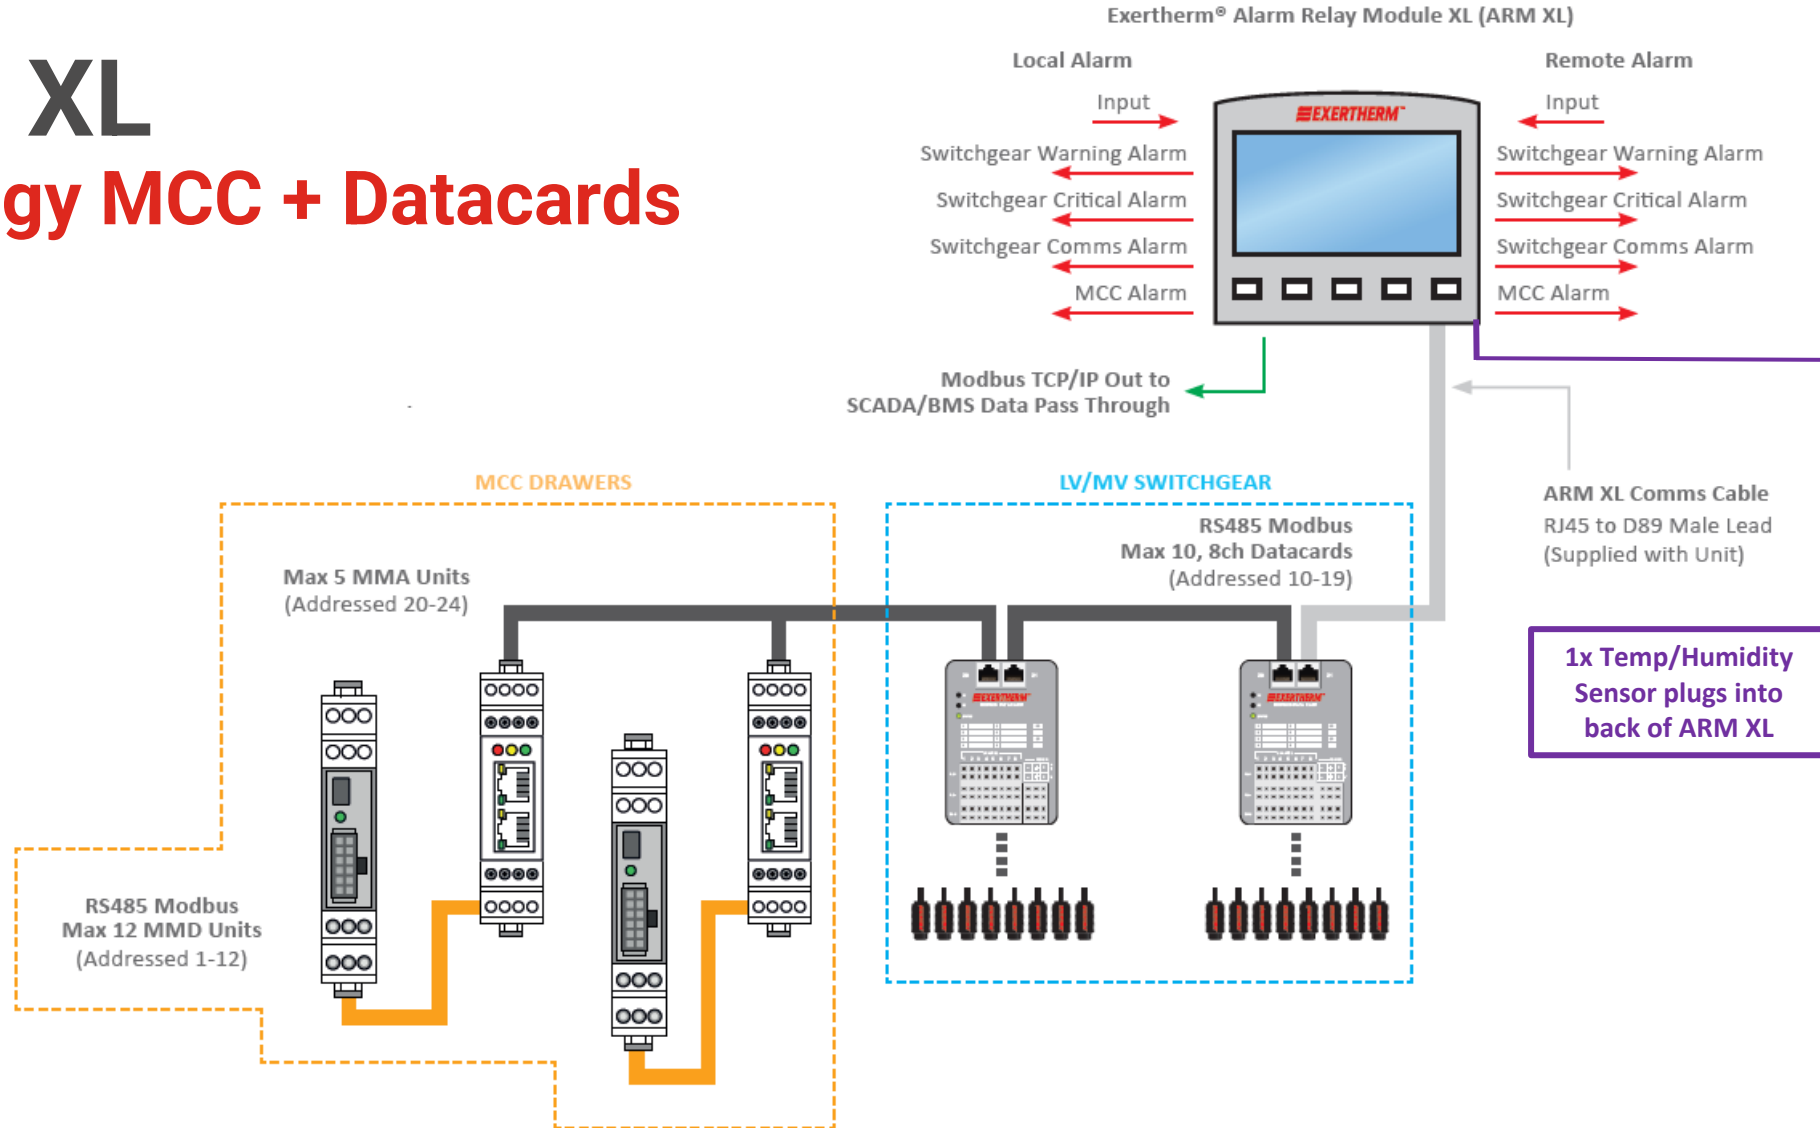 XL
gy MCC + Datacards
Exertherm® Alarm Relay Module XL (ARM XL)
Local Alarm
Remote Alarm
Input
Input
EXERTHERM™
Switchgear Warning Alarm
Switchgear Warning Alarm
Switchgear Critical Alarm
Switchgear Critical Alarm
Switchgear Comms Alarm
Switchgear Comms Alarm
MCC Alarm
MCC Alarm
Modbus TCP/IP Out to
SCADA/BMS Data Pass Through
MCC DRAWERS
LV/MV SWITCHGEAR
ARM XL Comms Cable
RJ45 to D89 Male Lead
(Supplied with Unit)
RS485 Modbus
Max 10, 8ch Datacards
(Addressed 10-19)
Max 5 MMA Units
(Addressed 20-24)
1x Temp/Humidity
Sensor plugs into
back of ARM XL
EXERTHERM
EXERTHERM
RS485 Modbus
Max 12 MMD Units
(Addressed 1-12)